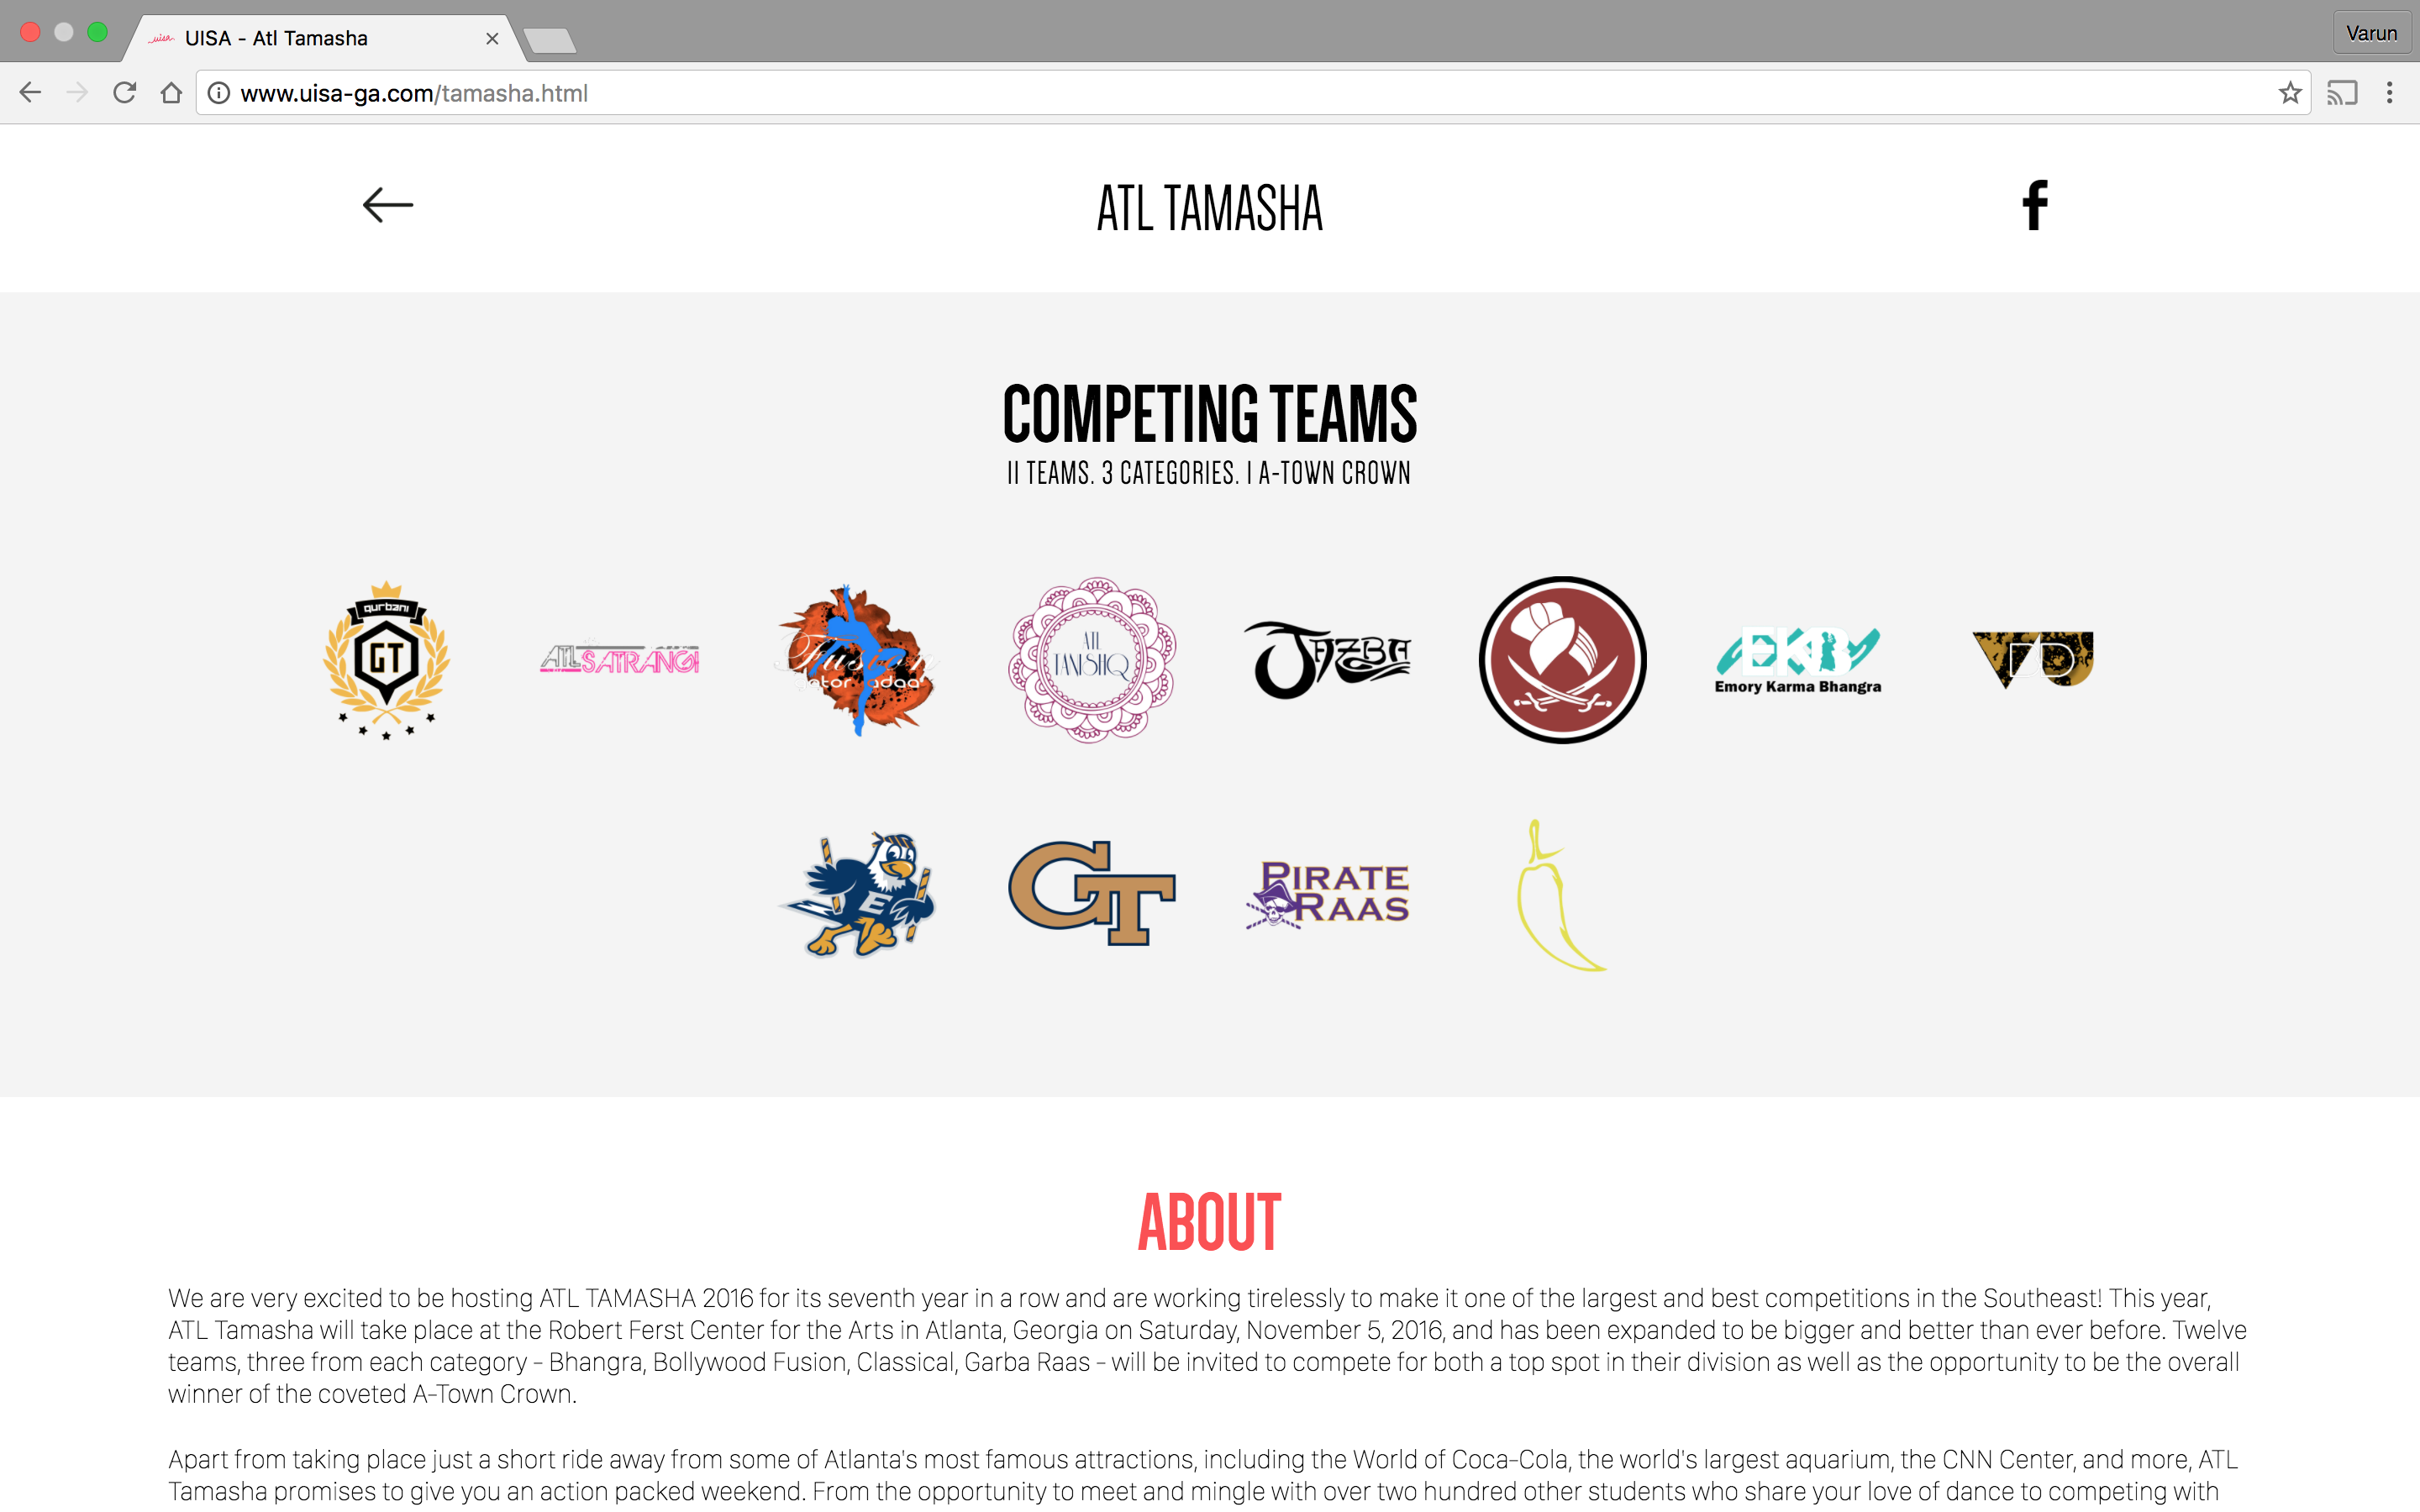 UISA - Atl Tamasha
Varun
www.uisa-ga.com/tamasha.html
ATL TAMASHA
f
COMPETING TEAMS
11 TEAMS. 3 CATEGORIES. 1 A-TOWN CROWN
qurbani
GT
ATL SATRANGI
Fusion
gator adaa
ATL
TANISHQ
JAZBA
EKB
Emory Karma Bhangra
E
GT
PIRATE
RAAS
ABOUT
We are very excited to be hosting ATL TAMASHA 2016 for its seventh year in a row and are working tirelessly to make it one of the largest and best competitions in the Southeast! This year,
ATL Tamasha will take place at the Robert Ferst Center for the Arts in Atlanta, Georgia on Saturday, November 5, 2016, and has been expanded to be bigger and better than ever before. Twelve
teams, three from each category - Bhangra, Bollywood Fusion, Classical, Garba Raas - will be invited to compete for both a top spot in their division as well as the opportunity to be the overall
winner of the coveted A-Town Crown.
Apart from taking place just a short ride away from some of Atlanta's most famous attractions, including the World of Coca-Cola, the world's largest aquarium, the CNN Center, and more, ATL
Tamasha promises to give you an action packed weekend. From the opportunity to meet and mingle with over two hundred other students who share your love of dance to competing with